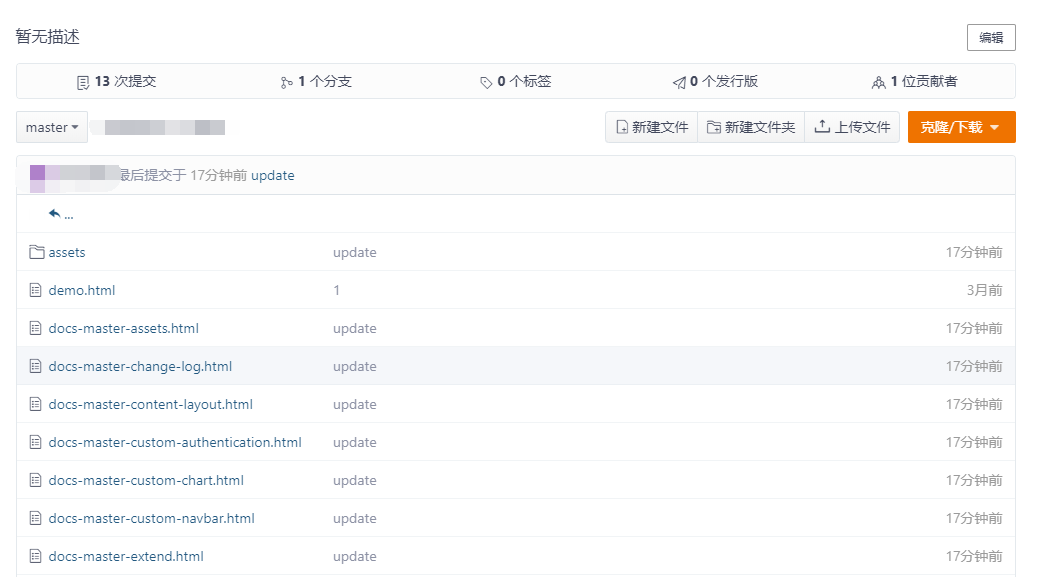 暂无描述
编辑
13 次提交 1 个分支 0 个标签 0 个发行版 1 位贡献者
master 新建文件 新建文件夹 上传文件 克隆/下载
最后提交于 17分钟前 update
...
assets update 17分钟前
demo.html 1 3月前
docs-master-assets.html update 17分钟前
docs-master-change-log.html update 17分钟前
docs-master-content-layout.html update 17分钟前
docs-master-custom-authentication.html update 17分钟前
docs-master-custom-chart.html update 17分钟前
docs-master-custom-navbar.html update 17分钟前
docs-master-extend.html update 17分钟前